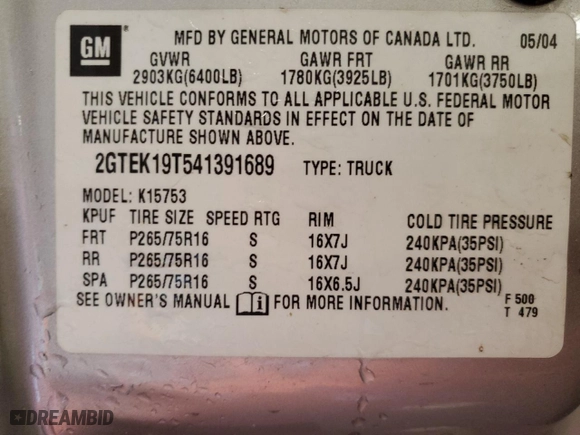 GM
MFD BY GENERAL MOTORS OF CANADA LTD. 05/04
GVWR GAWR FRT GAWR RR
2903KG(6400LB) 1780KG(3925LB) 1701KG(3750LB)
THIS VEHICLE CONFORMS TO ALL APPLICABLE U.S. FEDERAL MOTOR
VEHICLE SAFETY STANDARDS IN EFFECT ON THE DATE OF
MANUFACTURE SHOWN ABOVE.
2GTEK19T541391689 TYPE: TRUCK
MODEL: K15753
KPUF TIRE SIZE SPEED RTG RIM COLD TIRE PRESSURE
FRT P265/75R16 S 16X7J 240KPA(35PSI)
RR P265/75R16 S 16X7J 240KPA(35PSI)
SPA P265/75R16 S 16X6.5J 240KPA(35PSI)
SEE OWNER'S MANUAL FOR MORE INFORMATION. F 500
T 479
DREAMBID